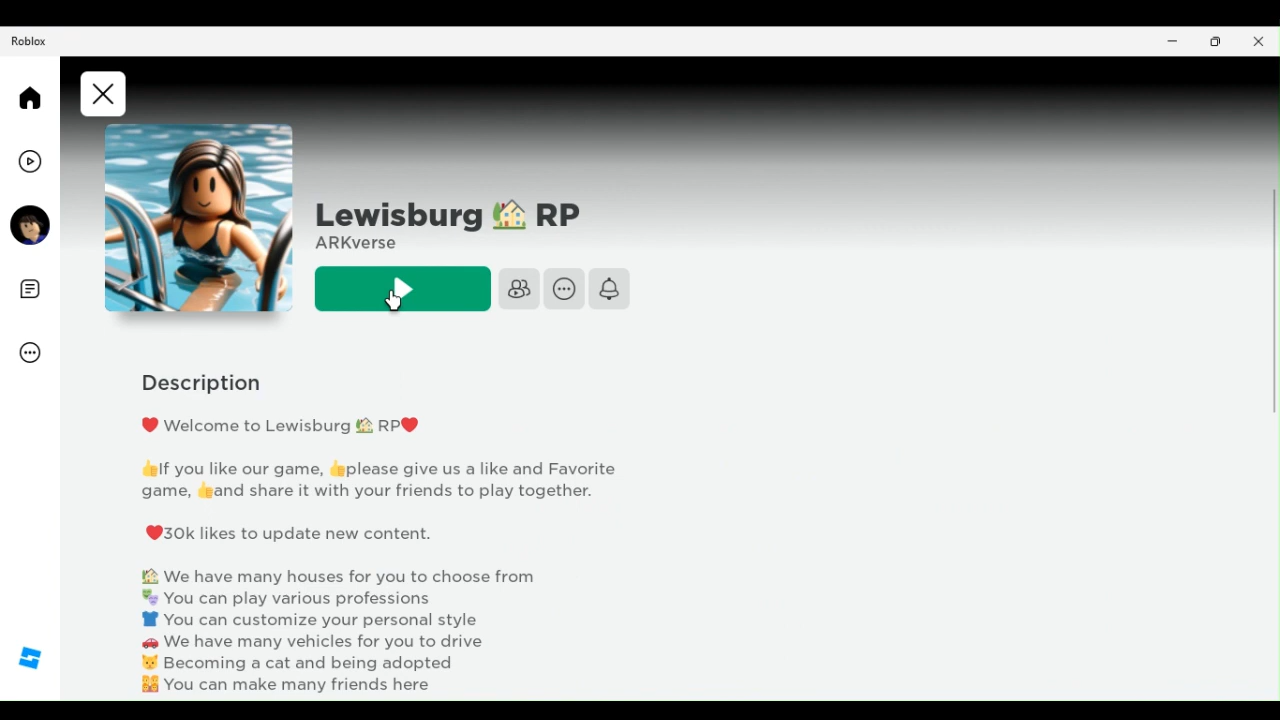 Roblox
Lewisburg 🏡 RP
ARKverse
Description
❤️ Welcome to Lewisburg 🏡 RP❤️
👍If you like our game, 👍please give us a like and Favorite
game, 👍and share it with your friends to play together.
❤️30k likes to update new content.
🏡 We have many houses for you to choose from
🎭 You can play various professions
👕 You can customize your personal style
🚗 We have many vehicles for you to drive
🐱 Becoming a cat and being adopted
👭 You can make many friends here